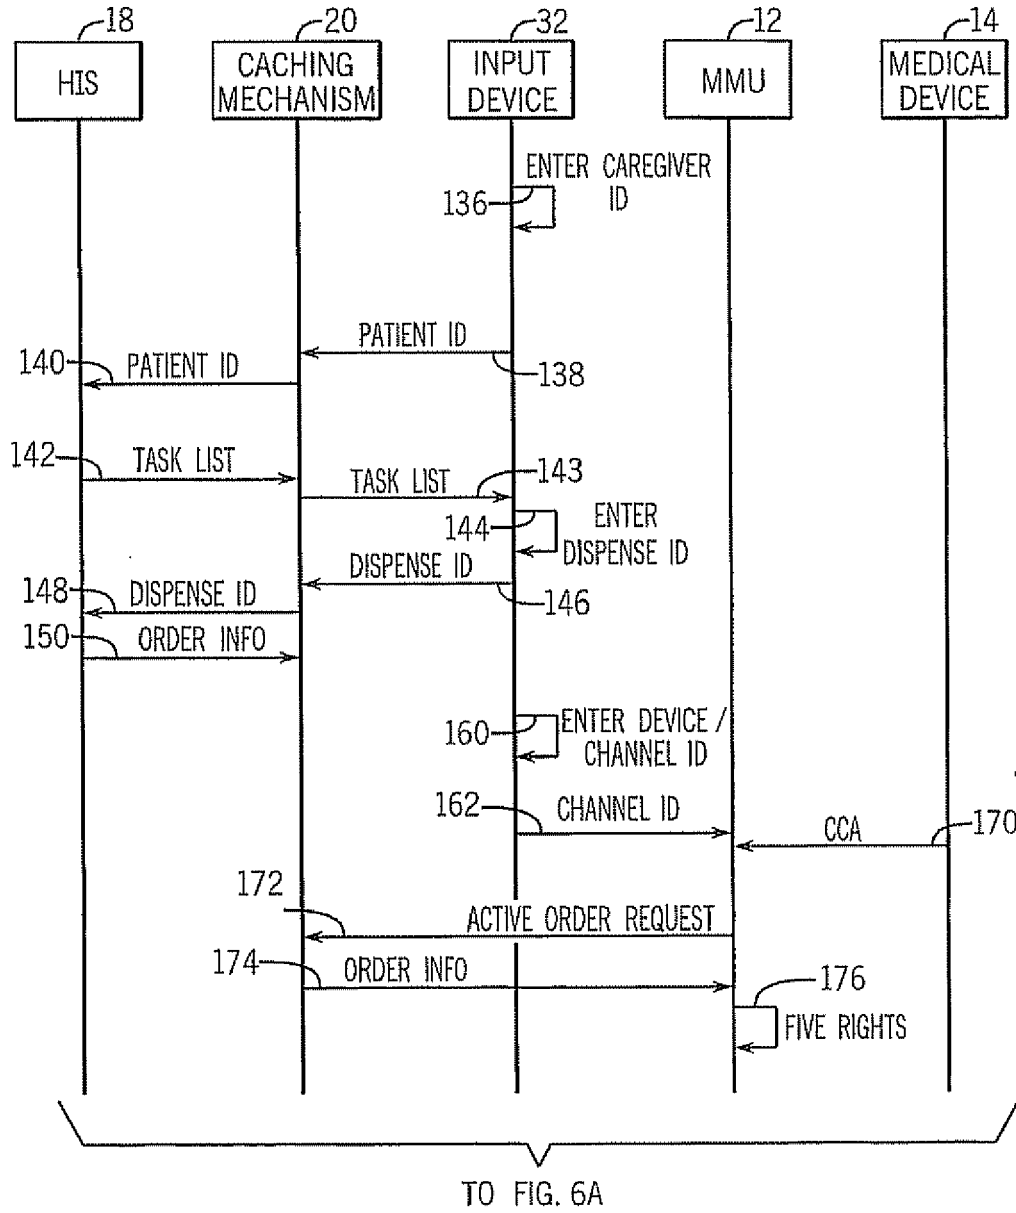 18
20
32
12
14
HIS
CACHING
MECHANISM
INPUT
DEVICE
MMU
MEDICAL
DEVICE
ENTER CAREGIVER
ID
136
PATIENT ID
138
140
PATIENT ID
142
TASK LIST
TASK LIST
143
144
ENTER
DISPENSE ID
DISPENSE ID
146
148
DISPENSE ID
150
ORDER INFO
160
ENTER DEVICE /
CHANNEL ID
162
CHANNEL ID
CCA
170
172
ACTIVE ORDER REQUEST
174
ORDER INFO
176
FIVE RIGHTS
TO FIG. 6A